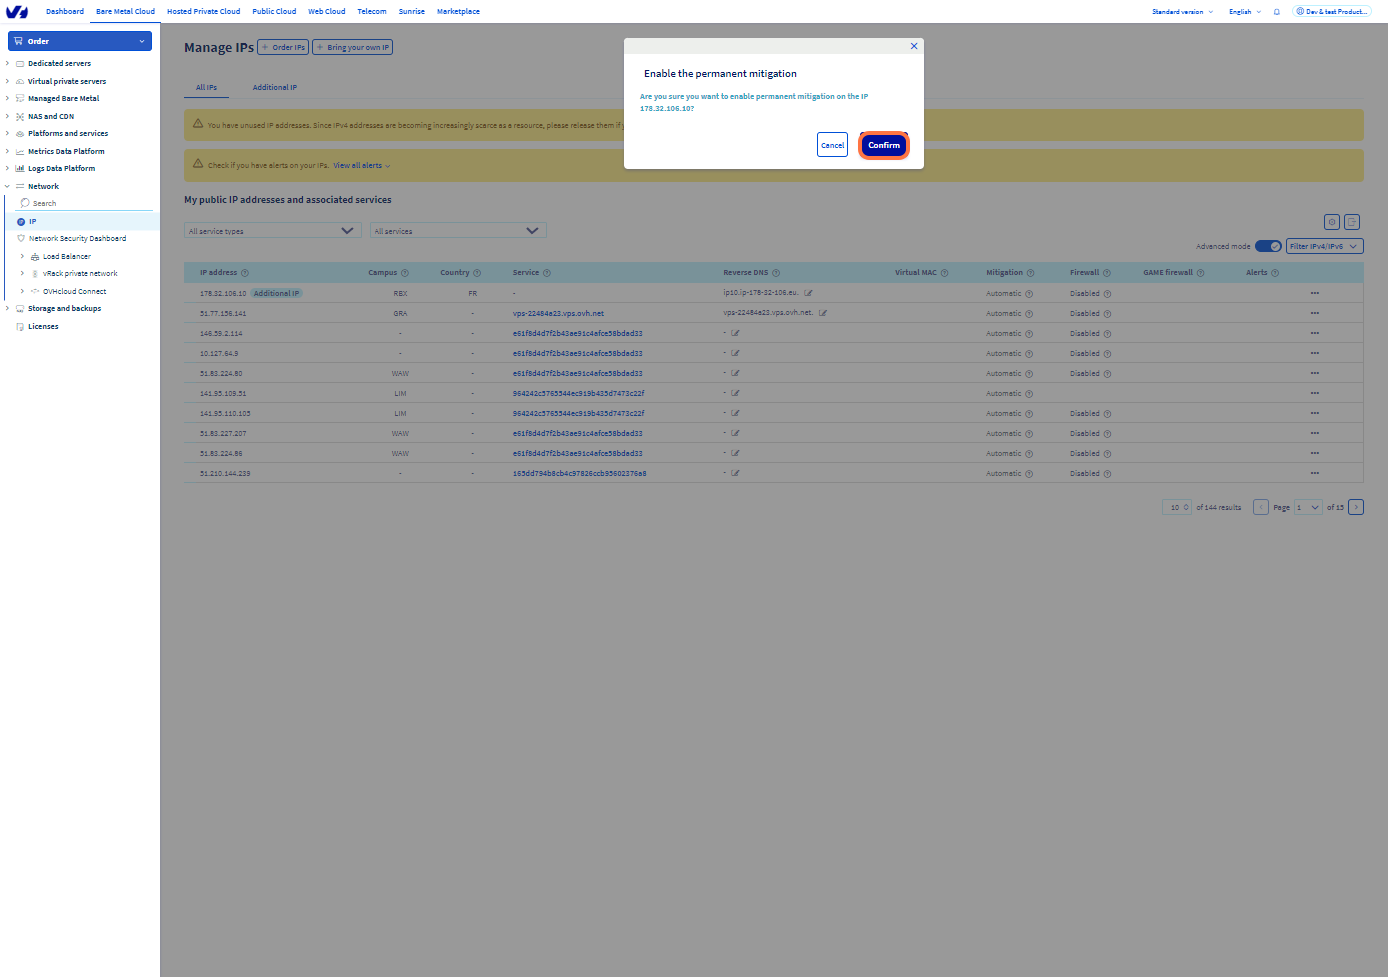 Dashboard Bare Metal Cloud Hosted Private Cloud Public Cloud Web Cloud Telecom Sunrise Marketplace Standard version English Dev & test Product...
Order
Dedicated servers
Virtual private servers
Managed Bare Metal
NAS and CDN
Platforms and services
Metrics Data Platform
Logs Data Platform
Network
Search
IP
Network Security Dashboard
Load Balancer
vRack private network
OVHcloud Connect
Storage and backups
Licenses
Manage IPs + Order IPs + Bring your own IP
All IPs Additional IP
You have unused IP addresses. Since IPv4 addresses are becoming increasingly scarce as a resource, please release them if y
Check if you have alerts on your IPs. View all alerts
Enable the permanent mitigation
Are you sure you want to enable permanent mitigation on the IP
178.32.106.10?
Cancel Confirm
My public IP addresses and associated services
All service types All services
Advanced mode Filter IPv4/IPv6
IP address Campus Country Service Reverse DNS Virtual MAC Mitigation Firewall GAME firewall Alerts
178.32.106.10 Additional IP RBX FR - ip10.ip-178-32-106.eu. Automatic Disabled
51.77.156.141 GRA - vps-22484a23.vps.ovh.net vps-22484a23.vps.ovh.net. Automatic Disabled
146.59.2.114 - - e61f8d4d7f2b43ae91c4afce58bdad33 - Automatic Disabled
10.127.64.9 - - e61f8d4d7f2b43ae91c4afce58bdad33 - Automatic Disabled
51.83.224.80 WAW - e61f8d4d7f2b43ae91c4afce58bdad33 - Automatic Disabled
141.95.109.51 LIM - 964242c5765544ec919b435d7473c22f - Automatic
141.95.110.105 LIM - 964242c5765544ec919b435d7473c22f - Automatic Disabled
51.83.227.207 WAW - e61f8d4d7f2b43ae91c4afce58bdad33 - Automatic Disabled
51.83.224.86 WAW - e61f8d4d7f2b43ae91c4afce58bdad33 - Automatic Disabled
51.210.144.239 - - 165dd794b8cb4c97826ccb95602376a8 - Automatic Disabled
10 of 144 results Page 1 of 15